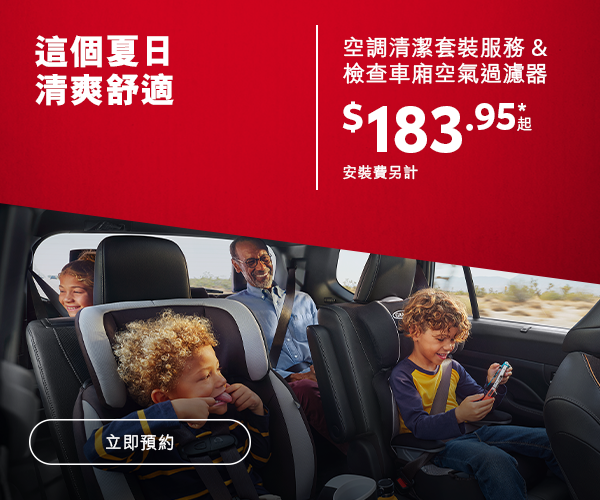 這個夏日
清爽舒適
空調清潔套裝服務 &
檢查車廂空氣過濾器
$183.95*起
安裝費另計
立即預約